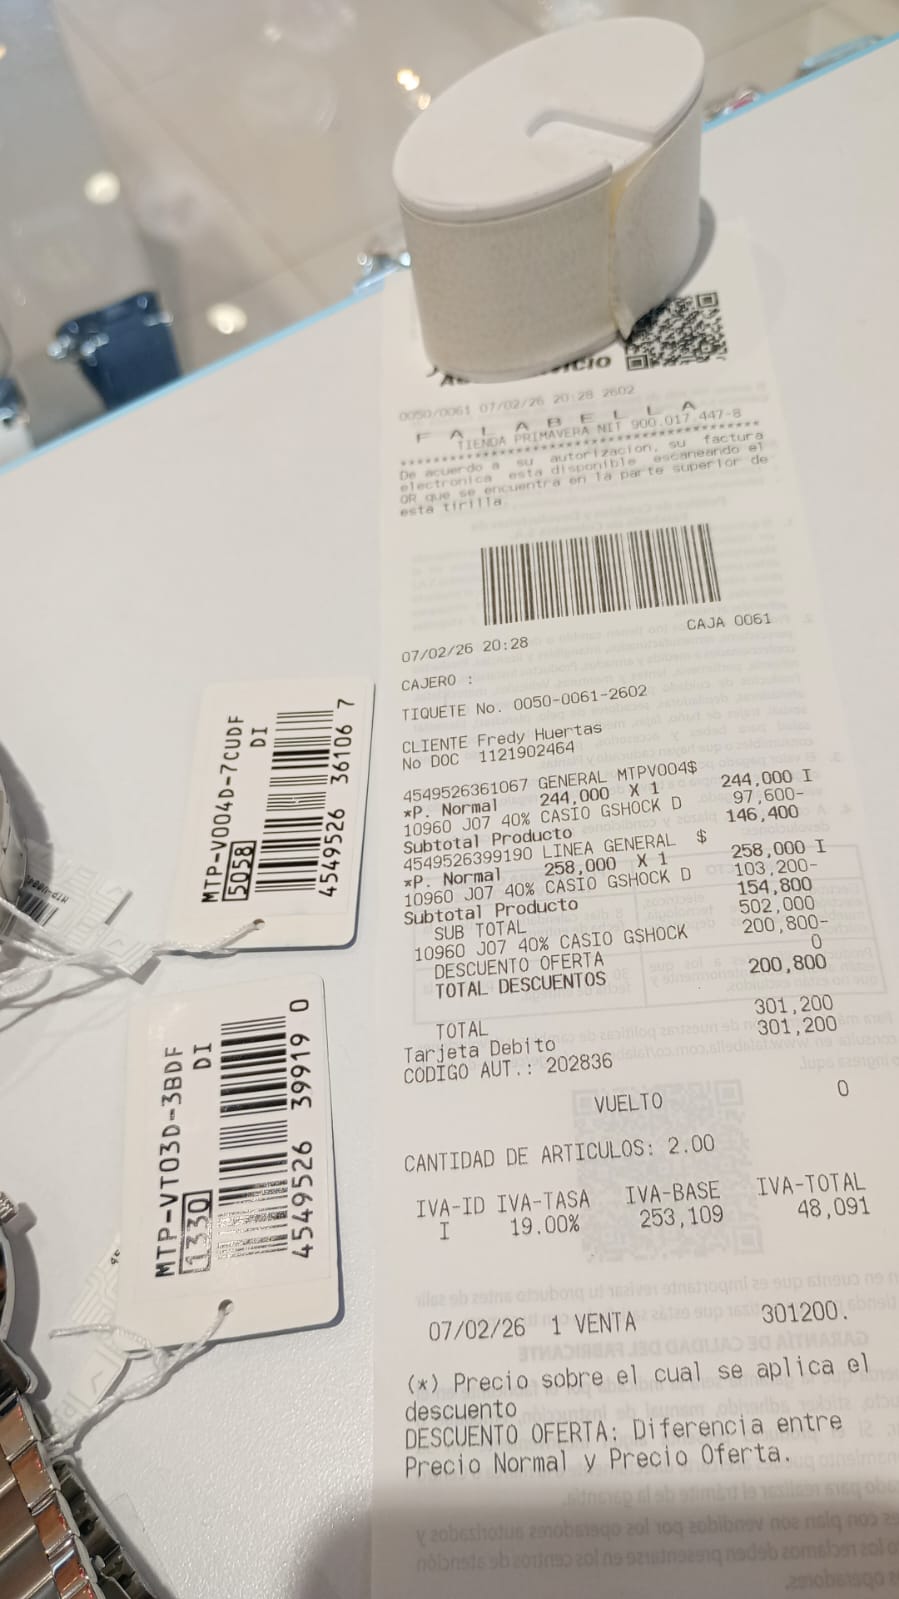 0050/0061 07/02/26 20:28 2602
F A L A B E L L A
TIENDA PRIMAVERA NIT 900.017.447-8
************************************
De acuerdo a su autorizacion, su factura
electronica esta disponible escaneando el
QR que se encuentra en la parte superior de
esta tirilla
07/02/26 20:28 CAJA 0061
CAJERO :
TIQUETE No. 0050-0061-2602
CLIENTE Fredy Huertas
No DOC 1121902464
4549526361067 GENERAL MTPV004$
*P. Normal 244,000 X 1 244,000 I
10960 J07 40% CASIO GSHOCK D 97,600-
Subtotal Producto 146,400
4549526399190 LINEA GENERAL $
*P. Normal 258,000 X 1 258,000 I
10960 J07 40% CASIO GSHOCK D 103,200-
Subtotal Producto 154,800
SUB TOTAL 502,000
10960 J07 40% CASIO GSHOCK 200,800-
DESCUENTO OFERTA 0
TOTAL DESCUENTOS 200,800
TOTAL 301,200
Tarjeta Debito 301,200
CODIGO AUT.: 202836
VUELTO 0
CANTIDAD DE ARTICULOS: 2.00
IVA-ID IVA-TASA IVA-BASE IVA-TOTAL
I 19.00% 253,109 48,091
07/02/26 1 VENTA 301200.
(*) Precio sobre el cual se aplica el
descuento
DESCUENTO OFERTA: Diferencia entre
Precio Normal y Precio Oferta.
MTP-V004D-7CUDF
5058 DI
4549526 36106 7
MTP-VT03D-3BDF
1330 DI
4549526 39919 0